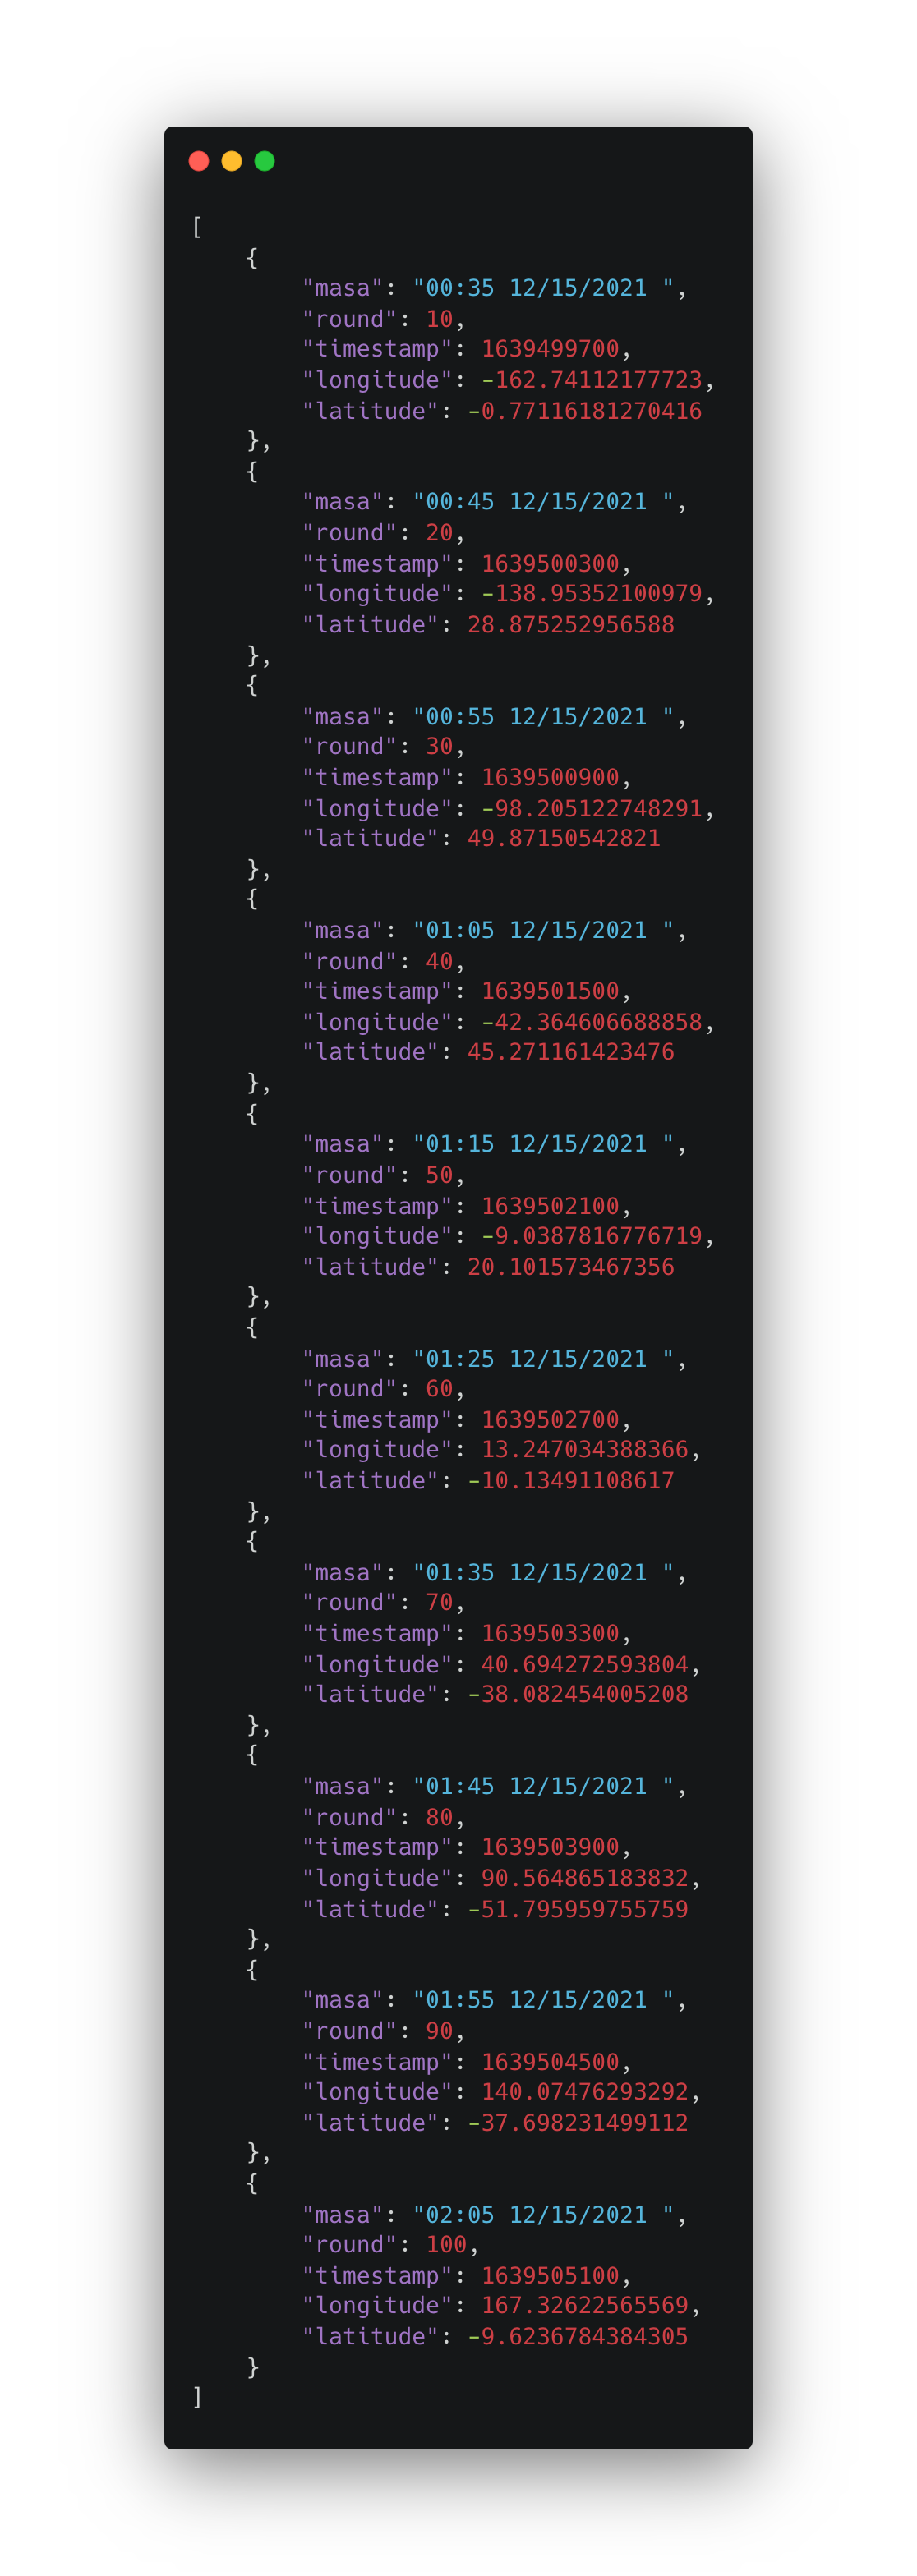 [
    {
        "masa": "00:35 12/15/2021 ",
        "round": 10,
        "timestamp": 1639499700,
        "longitude": -162.74112177723,
        "latitude": -0.77116181270416
    },
    {
        "masa": "00:45 12/15/2021 ",
        "round": 20,
        "timestamp": 1639500300,
        "longitude": -138.95352100979,
        "latitude": 28.875252956588
    },
    {
        "masa": "00:55 12/15/2021 ",
        "round": 30,
        "timestamp": 1639500900,
        "longitude": -98.205122748291,
        "latitude": 49.87150542821
    },
    {
        "masa": "01:05 12/15/2021 ",
        "round": 40,
        "timestamp": 1639501500,
        "longitude": -42.364606688858,
        "latitude": 45.271161423476
    },
    {
        "masa": "01:15 12/15/2021 ",
        "round": 50,
        "timestamp": 1639502100,
        "longitude": -9.0387816776719,
        "latitude": 20.101573467356
    },
    {
        "masa": "01:25 12/15/2021 ",
        "round": 60,
        "timestamp": 1639502700,
        "longitude": 13.247034388366,
        "latitude": -10.13491108617
    },
    {
        "masa": "01:35 12/15/2021 ",
        "round": 70,
        "timestamp": 1639503300,
        "longitude": 40.694272593804,
        "latitude": -38.082454005208
    },
    {
        "masa": "01:45 12/15/2021 ",
        "round": 80,
        "timestamp": 1639503900,
        "longitude": 90.564865183832,
        "latitude": -51.795959755759
    },
    {
        "masa": "01:55 12/15/2021 ",
        "round": 90,
        "timestamp": 1639504500,
        "longitude": 140.07476293292,
        "latitude": -37.698231499112
    },
    {
        "masa": "02:05 12/15/2021 ",
        "round": 100,
        "timestamp": 1639505100,
        "longitude": 167.32622565569,
        "latitude": -9.6236784384305
    }
]